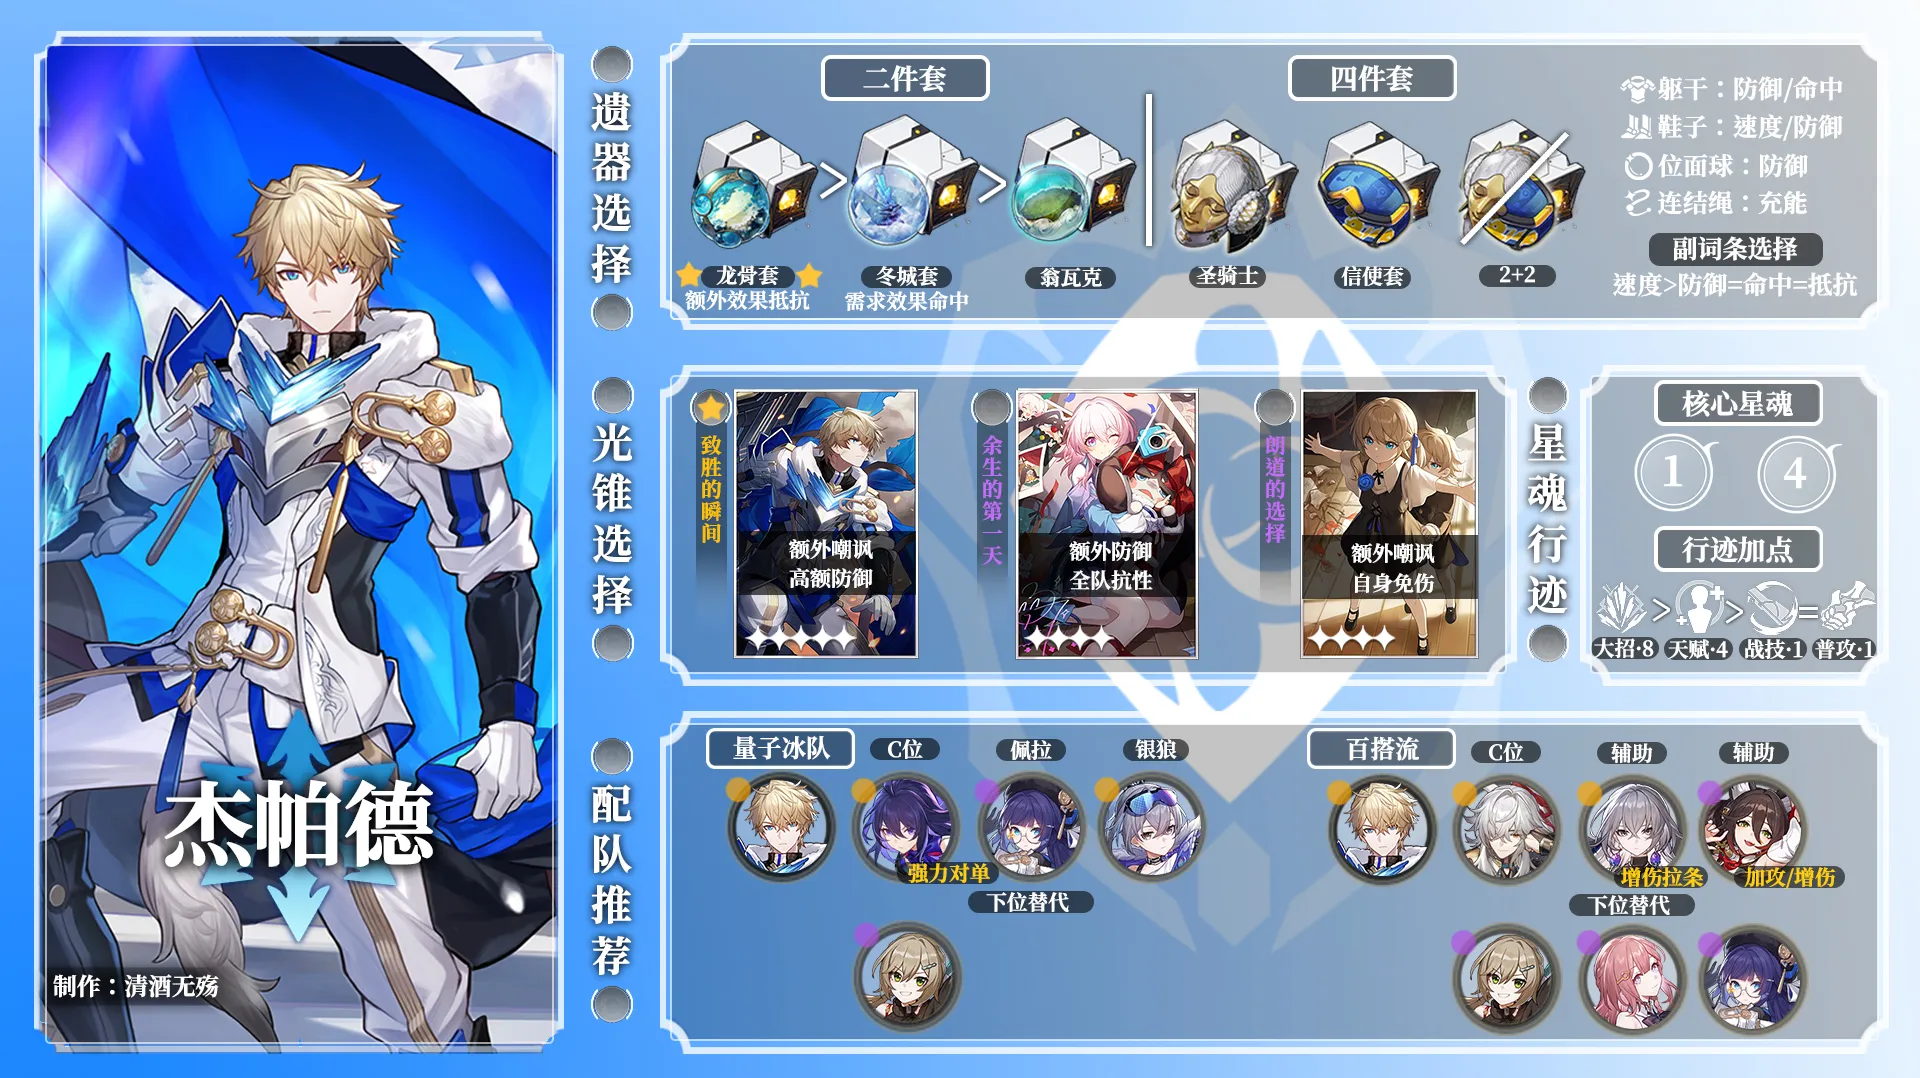 杰帕德
制作：清酒无殇
遗器选择
二件套
>
>
龙骨套
额外效果抵抗
冬城套
需求效果命中
翁瓦克
四件套
圣骑士
信使套
2+2
躯干：防御/命中
鞋子：速度/防御
位面球：防御
连结绳：充能
副词条选择
速度>防御=命中=抵抗
光锥选择
致胜的瞬间
额外嘲讽
高额防御
余生的第一天
额外防御
全队抗性
朗道的选择
额外嘲讽
自身免伤
星魂行迹
核心星魂
1
4
行迹加点
> > =
大招·8
天赋·4
战技·1
普攻·1
配队推荐
量子冰队
C位
佩拉
银狼
强力对单
下位替代
百搭流
C位
辅助
辅助
增伤拉条
加攻/增伤
下位替代